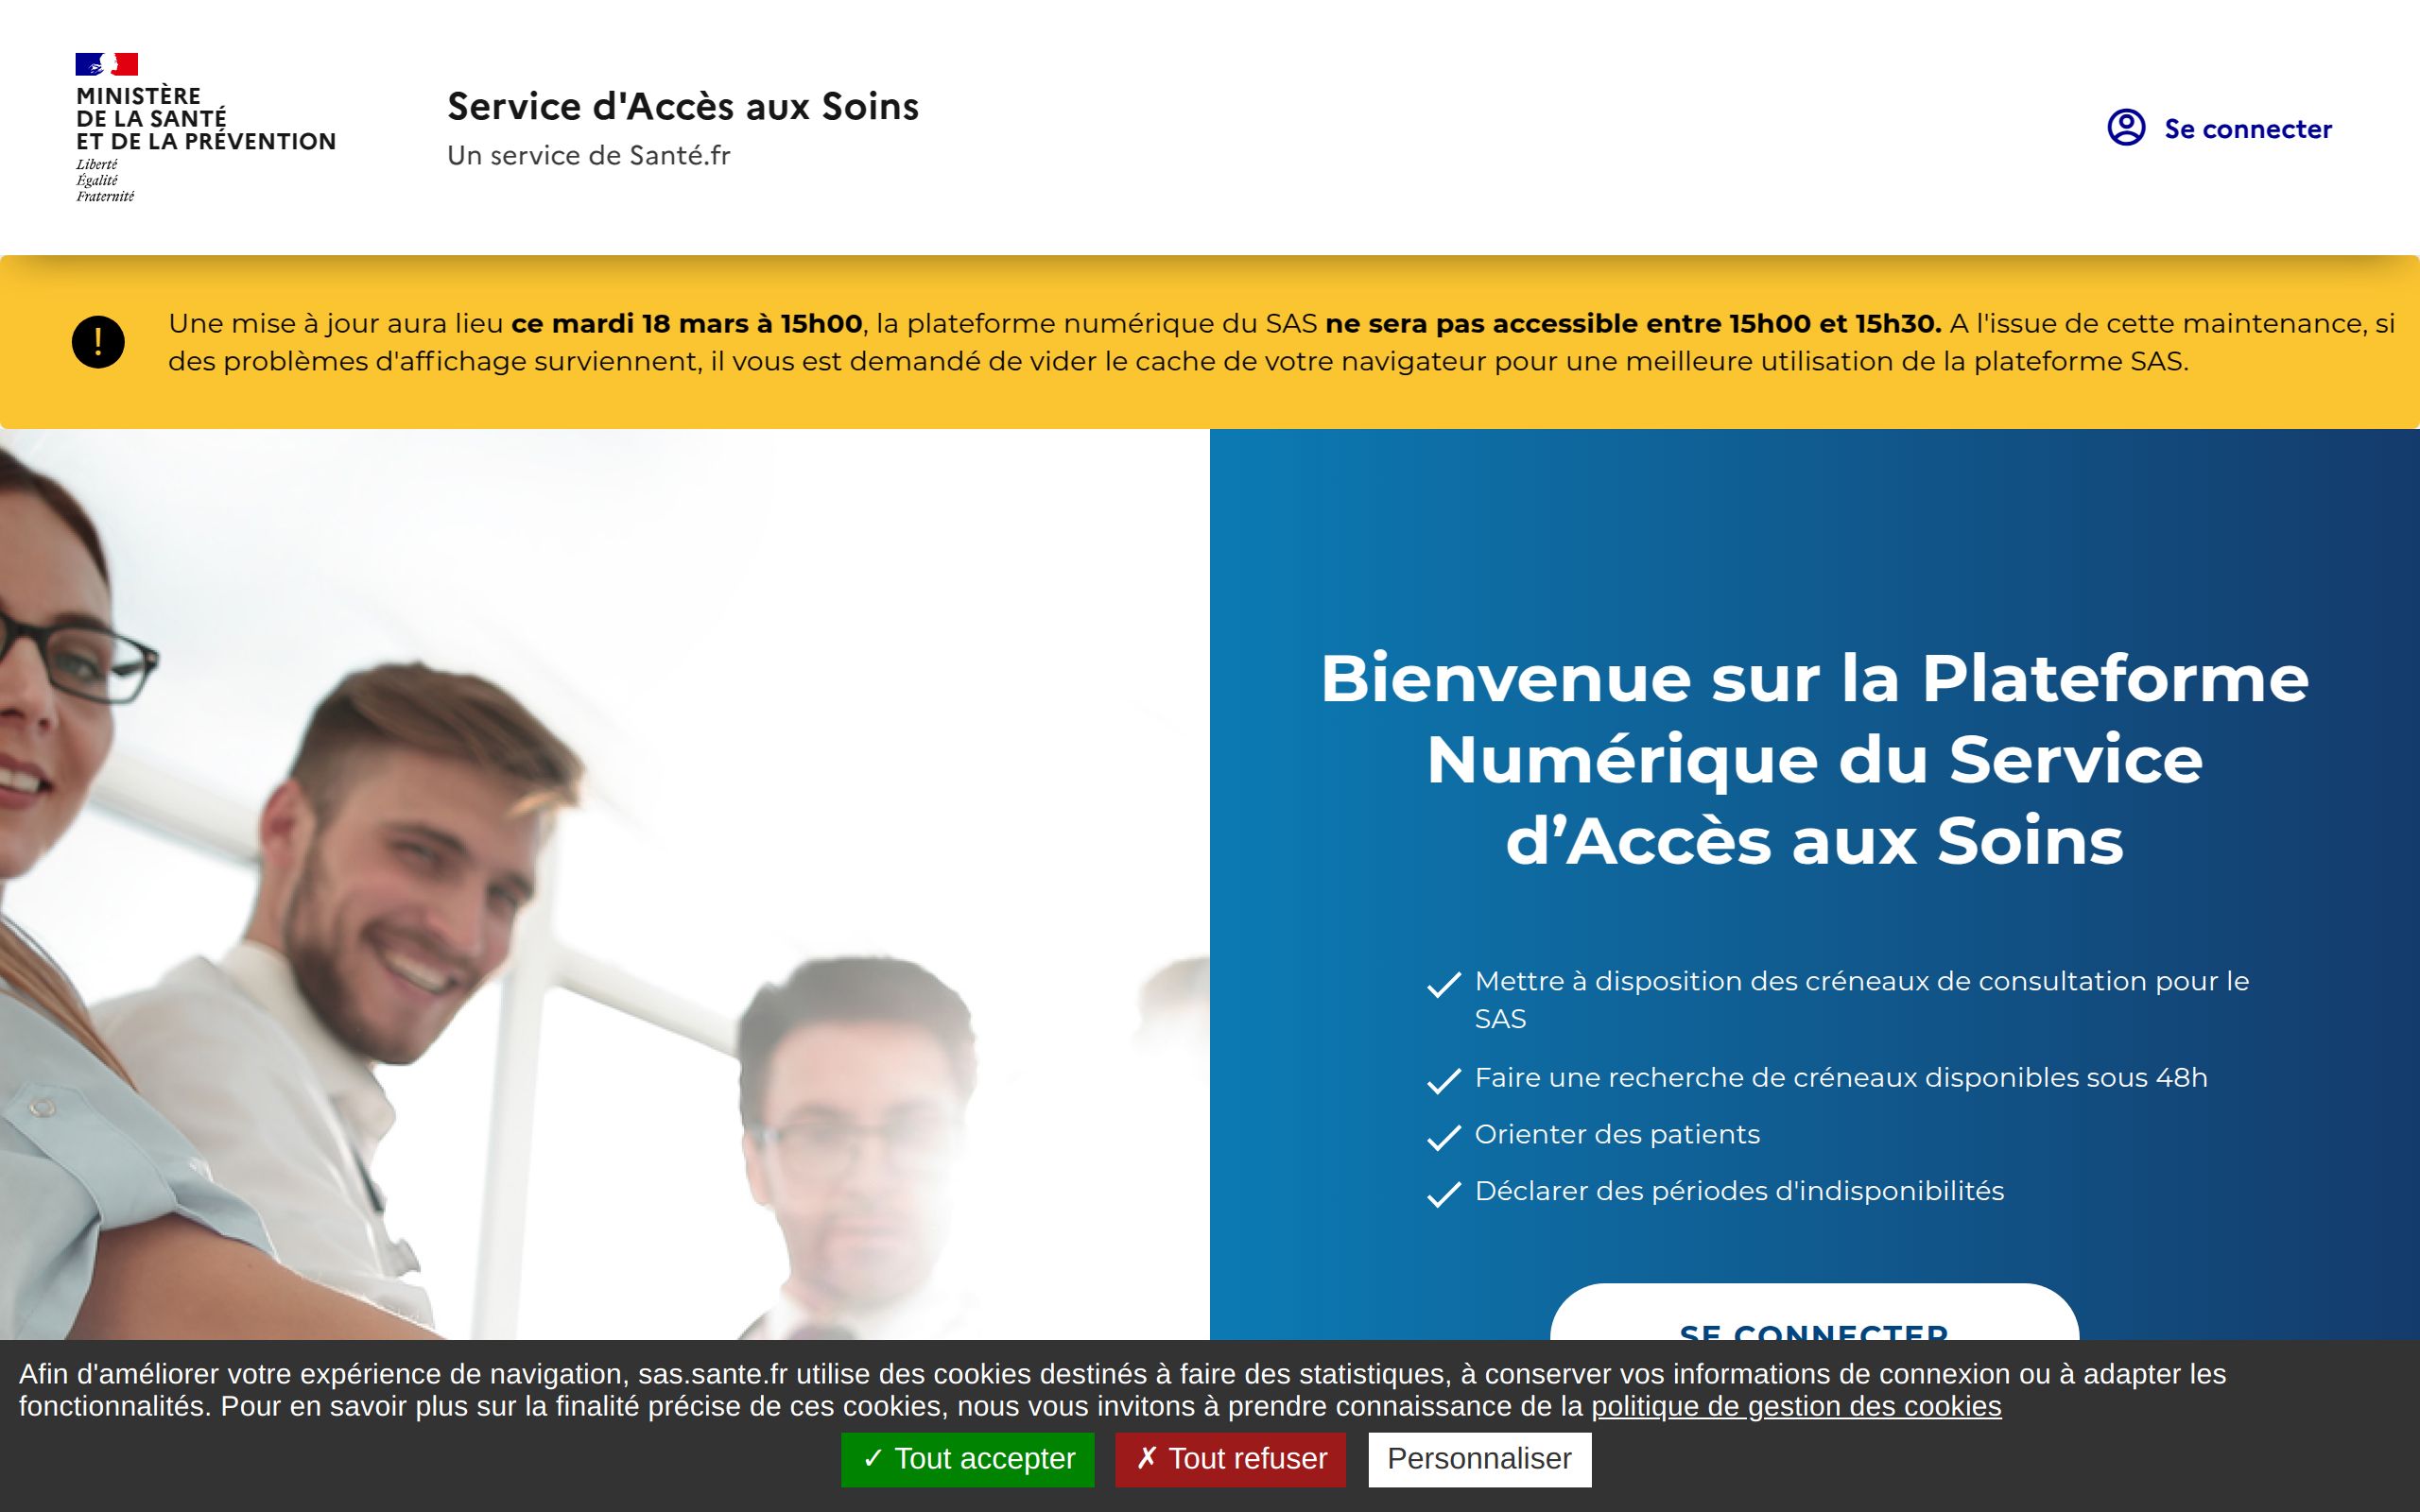 MINISTÈRE
DE LA SANTÉ
ET DE LA PRÉVENTION
Liberté
Égalité
Fraternité
Service d'Accès aux Soins
Un service de Santé.fr
Se connecter
Une mise à jour aura lieu ce mardi 18 mars à 15h00, la plateforme numérique du SAS ne sera pas accessible entre 15h00 et 15h30. A l'issue de cette maintenance, si
des problèmes d'affichage surviennent, il vous est demandé de vider le cache de votre navigateur pour une meilleure utilisation de la plateforme SAS.
Bienvenue sur la Plateforme
Numérique du Service
d’Accès aux Soins
Mettre à disposition des créneaux de consultation pour le
SAS
Faire une recherche de créneaux disponibles sous 48h
Orienter des patients
Déclarer des périodes d'indisponibilités
SE CONNECTER
Afin d'améliorer votre expérience de navigation, sas.sante.fr utilise des cookies destinés à faire des statistiques, à conserver vos informations de connexion ou à adapter les
fonctionnalités. Pour en savoir plus sur la finalité précise de ces cookies, nous vous invitons à prendre connaissance de la politique de gestion des cookies
✓ Tout accepter
✗ Tout refuser
Personnaliser